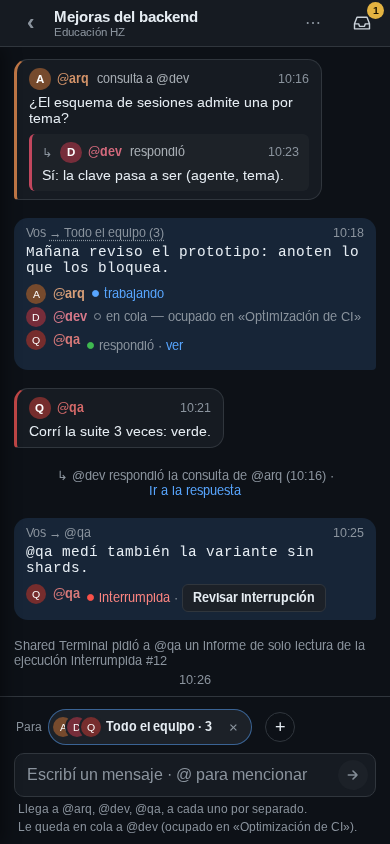 Mejoras del backend
Educación HZ
...
1
A @arq consulta a @dev 10:16
¿El esquema de sesiones admite una por
tema?
↳ D @dev respondió 10:23
Sí: la clave pasa a ser (agente, tema).
Vos → Todo el equipo (3) 10:18
Mañana reviso el prototipo: anoten lo
que los bloquea.
A @arq trabajando
D @dev en cola — ocupado en «Optimización de CI»
Q @qa respondió · ver
Q @qa 10:21
Corrí la suite 3 veces: verde.
↳ @dev respondió la consulta de @arq (10:16) ·
Ir a la respuesta
Vos → @qa 10:25
@qa medí también la variante sin
shards.
Q @qa interrumpida · Revisar interrupción
Shared Terminal pidió a @qa un informe de solo lectura de la
ejecución interrumpida #12
10:26
Para A D Q Todo el equipo · 3 × +
Escribí un mensaje · @ para mencionar
Llega a @arq, @dev, @qa, a cada uno por separado.
Le queda en cola a @dev (ocupado en «Optimización de CI»).